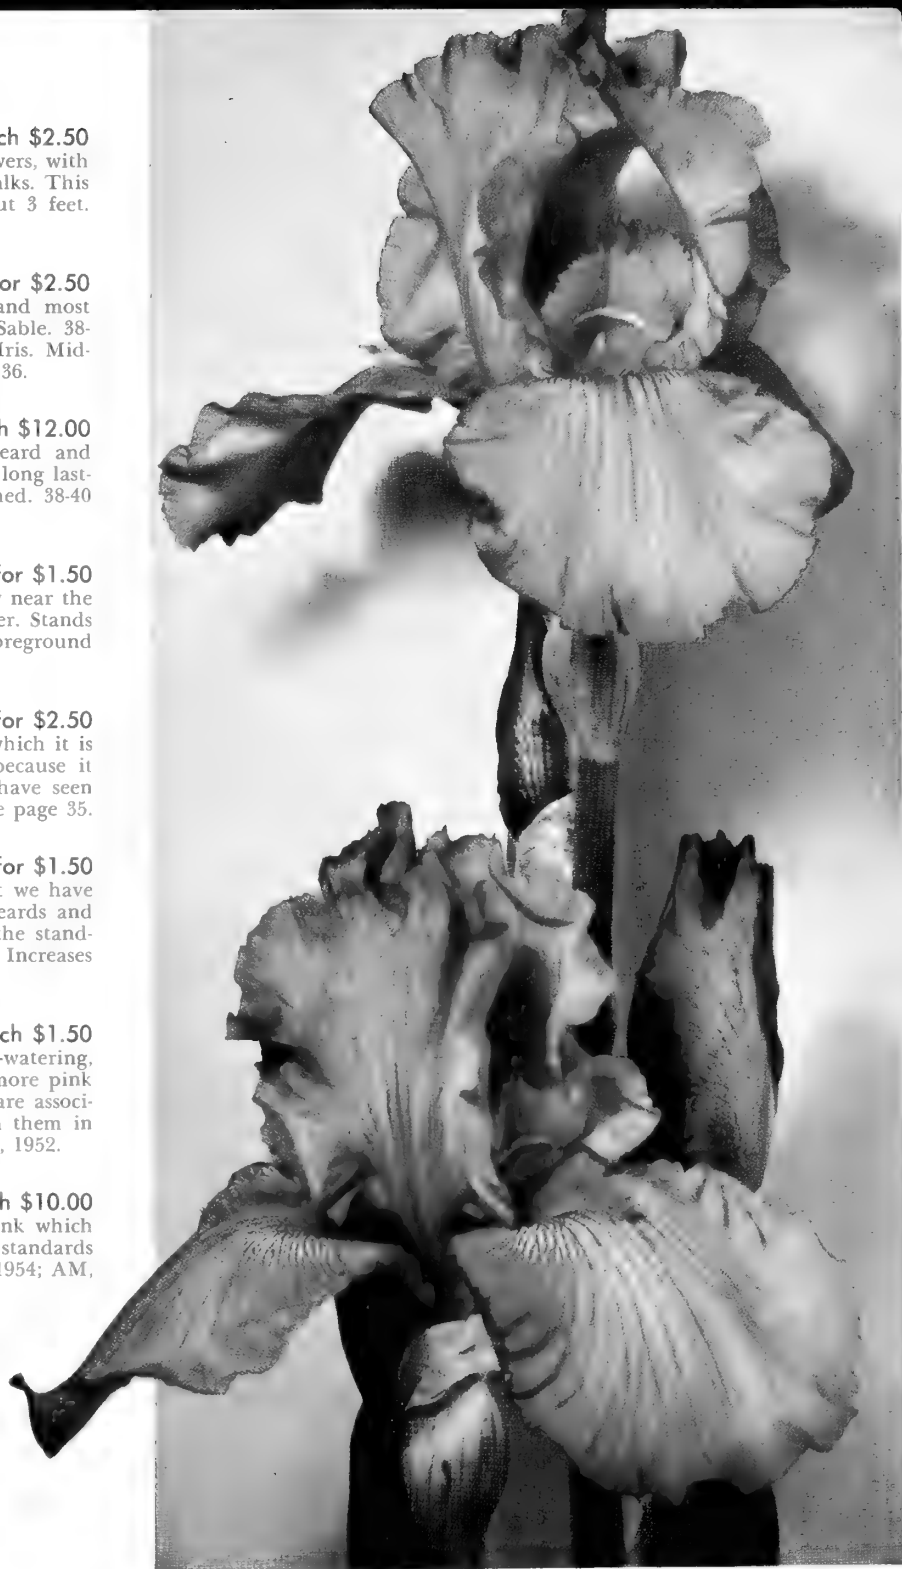 ch $2.50
vers, with
alks. This
ut 3 feet.
or $2.50
and most
Sable. 38-
Iris. Mid-
36.
h $12.00
eard and
long last-
ned. 38-40
for $1.50
near the
er. Stands
oreground
for $2.50
which it is
because it
have seen
e page 35.
for $1.50
t we have
eards and
the stand-
Increases
ch $1.50
-watering,
more pink
are associ-
n them in
, 1952.
h $10.00
nk which
standards
1954; AM,